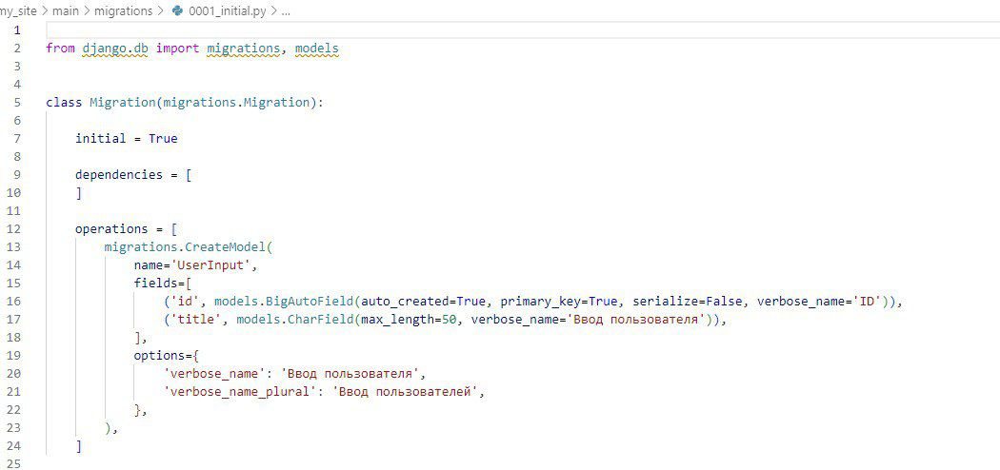 my_site > main > migrations > 0001_initial.py > ...
1
2 from django.db import migrations, models
3
4
5 class Migration(migrations.Migration):
6
7     initial = True
8
9     dependencies = [
10     ]
11
12     operations = [
13         migrations.CreateModel(
14             name='UserInput',
15             fields=[
16                 ('id', models.BigAutoField(auto_created=True, primary_key=True, serialize=False, verbose_name='ID')),
17                 ('title', models.CharField(max_length=50, verbose_name='Ввод пользователя')),
18             ],
19             options={
20                 'verbose_name': 'Ввод пользователя',
21                 'verbose_name_plural': 'Ввод пользователей',
22             },
23         ),
24     ]
25